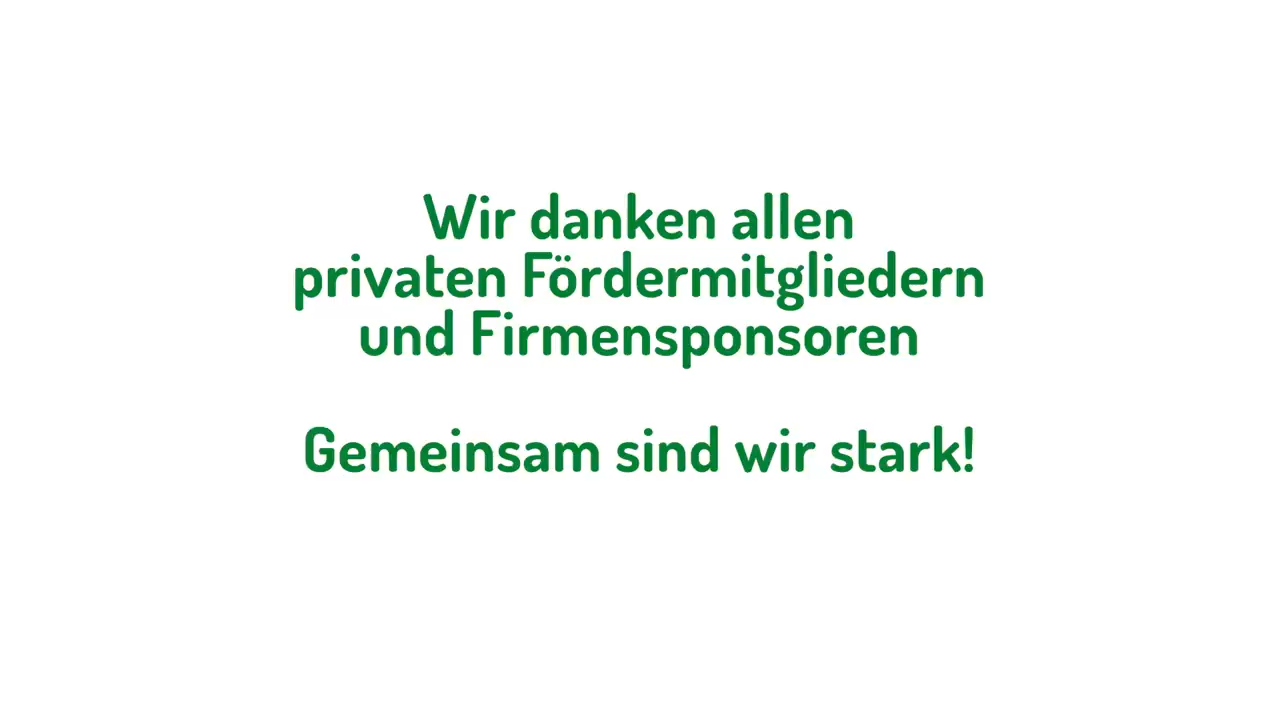 Wir danken allen
privaten Fördermitgliedern
und Firmensponsoren
Gemeinsam sind wir stark!